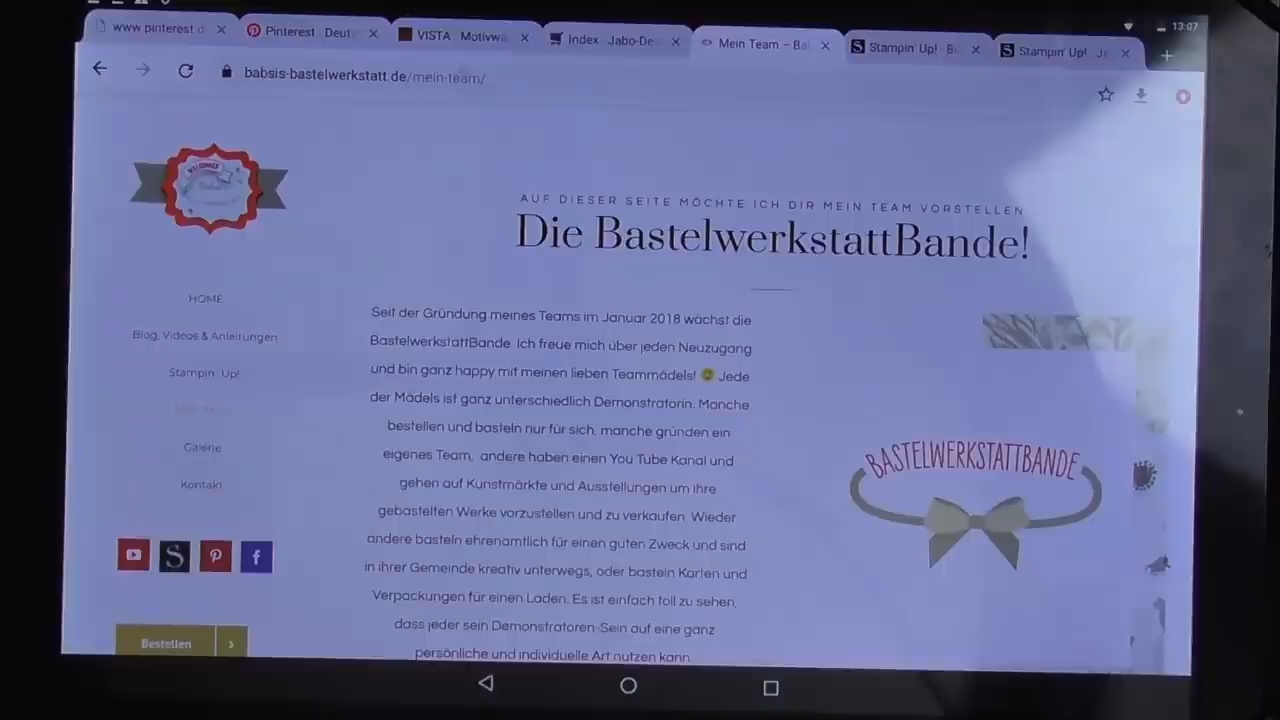 www.pinterest.d
Pinterest Deut
VISTA Motivwa
Index Jabo-De
Mein Team – Ba
Stampin' Up! - B
Stampin' Up! Je
13:07
babsis-bastelwerkstatt.de/mein-team/
AUF DIESER SEITE MÖCHTE ICH DIR MEIN TEAM VORSTELLEN
Die BastelwerkstattBande!
HOME
Blog, Videos & Anleitungen
Stampin' Up!
Mein Team
Galerie
Kontakt
Bestellen
Seit der Gründung meines Teams im Januar 2018 wächst die
BastelwerkstattBande. Ich freue mich über jeden Neuzugang
und bin ganz happy mit meinen lieben Teammädels! Jede
der Mädels ist ganz unterschiedlich Demonstratorin. Manche
bestellen und basteln nur für sich, manche gründen ein
eigenes Team, andere haben einen You Tube Kanal und
gehen auf Kunstmärkte und Ausstellungen um ihre
gebastelten Werke vorzustellen und zu verkaufen. Wieder
andere basteln ehrenamtlich für einen guten Zweck und sind
in ihrer Gemeinde kreativ unterwegs, oder basteln Karten und
Verpackungen für einen Laden. Es ist einfach toll zu sehen,
dass jeder sein Demonstratoren Sein auf eine ganz
persönliche und individuelle Art nutzen kann.
BASTELWERKSTATTBANDE